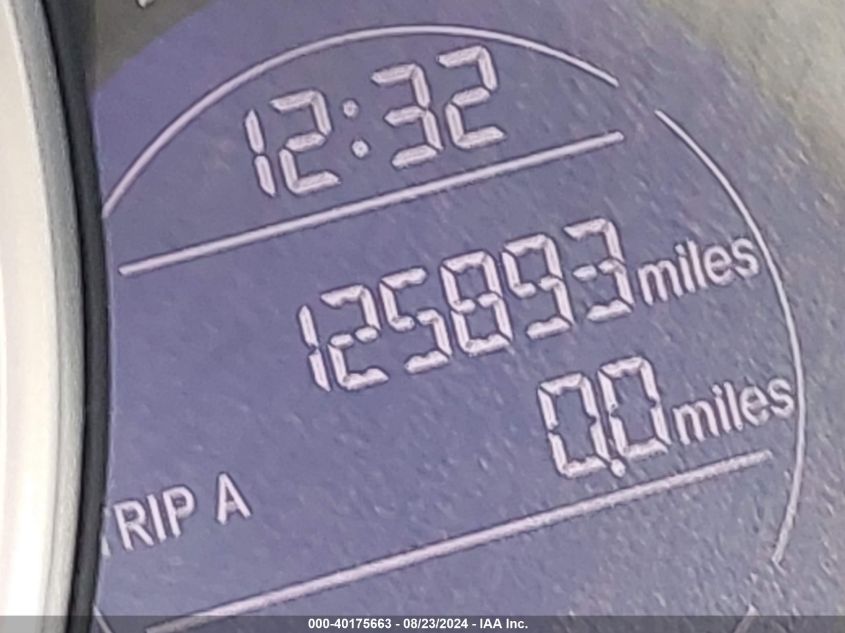 12:32
125893 miles
0.0 miles
TRIP A
000-40175663 - 08/23/2024 - IAA Inc.